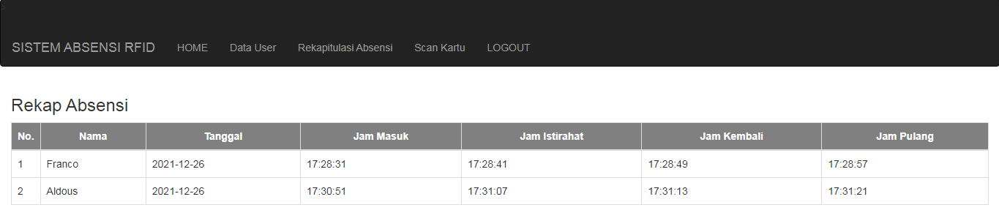 SISTEM ABSENSI RFID HOME Data User Rekapitulasi Absensi Scan Kartu LOGOUT
Rekap Absensi
No. Nama Tanggal Jam Masuk Jam Istirahat Jam Kembali Jam Pulang
1 Franco 2021-12-26 17:28:31 17:28:41 17:28:49 17:28:57
2 Aldous 2021-12-26 17:30:51 17:31:07 17:31:13 17:31:21